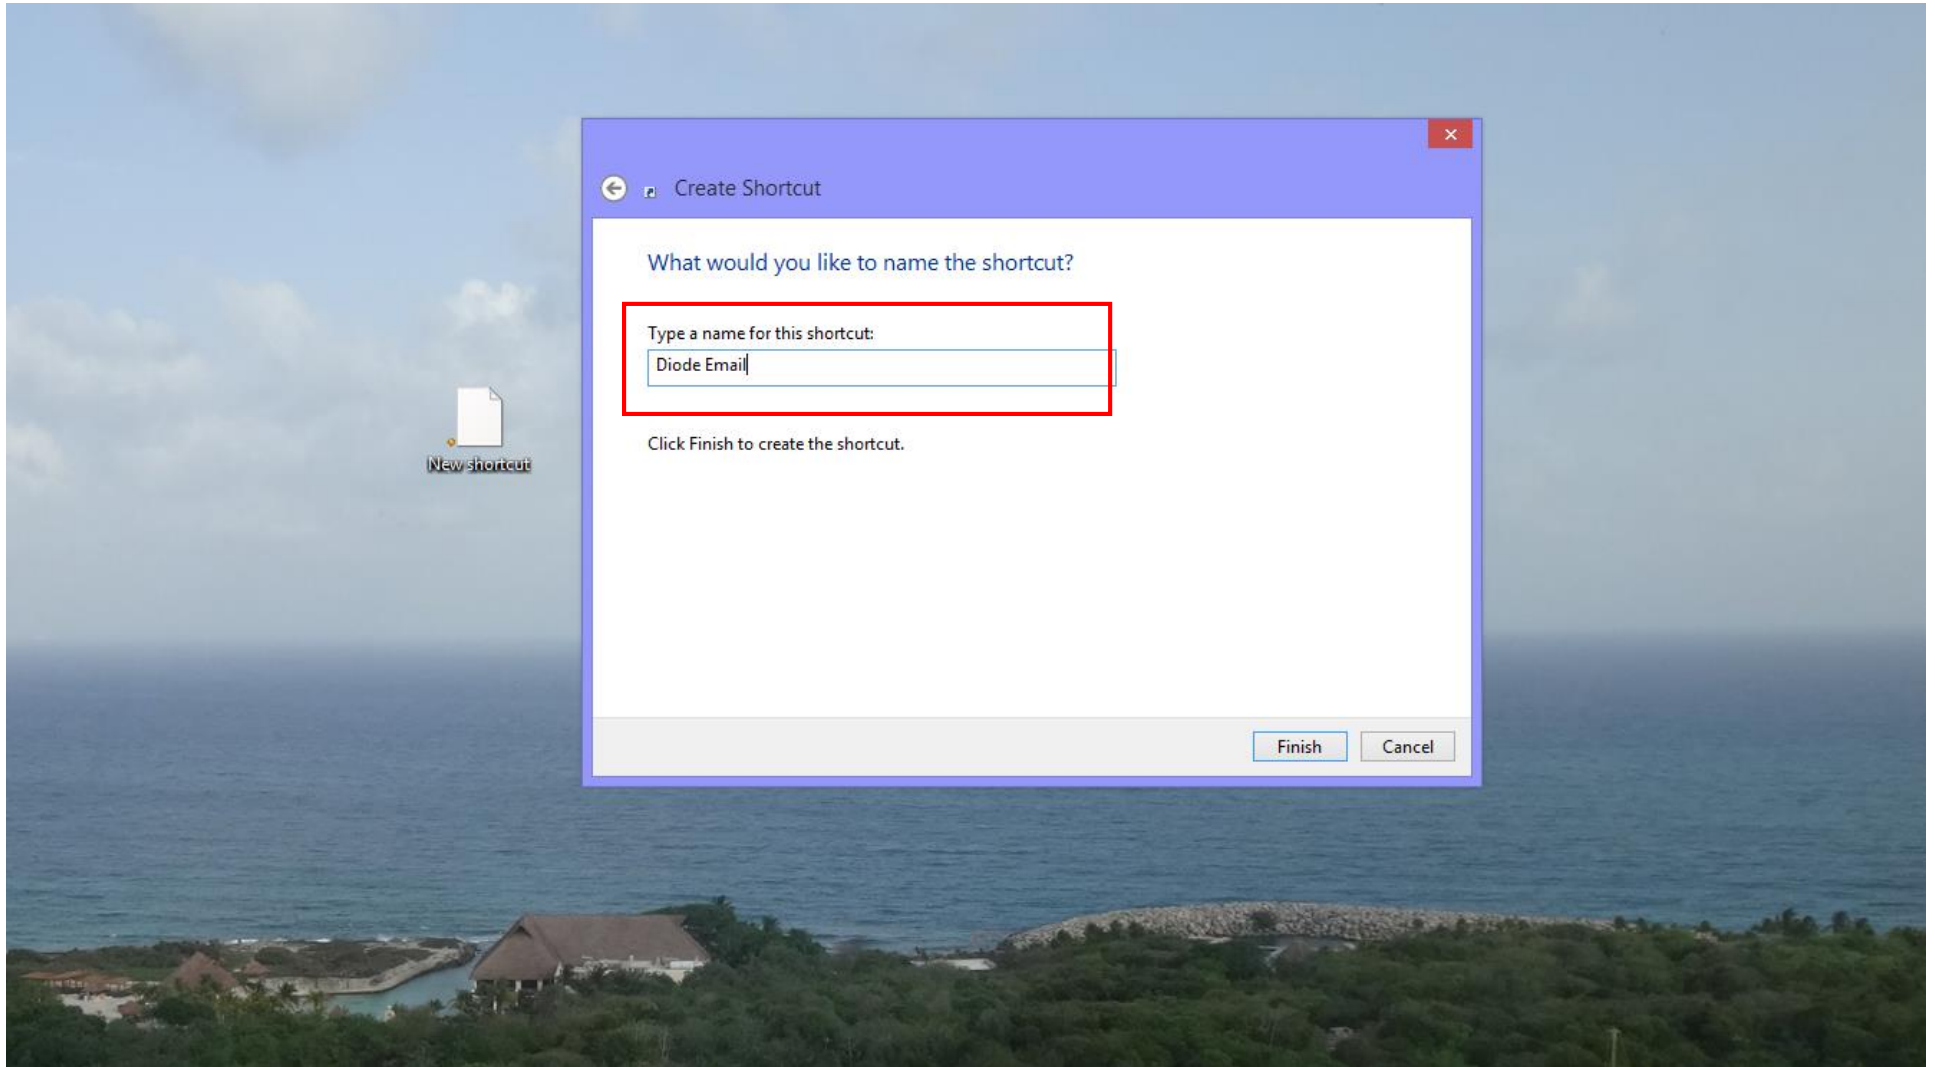 Create Shortcut
What would you like to name the shortcut?
Type a name for this shortcut:
Diode Email
Click Finish to create the shortcut.
New shortcut
Finish
Cancel